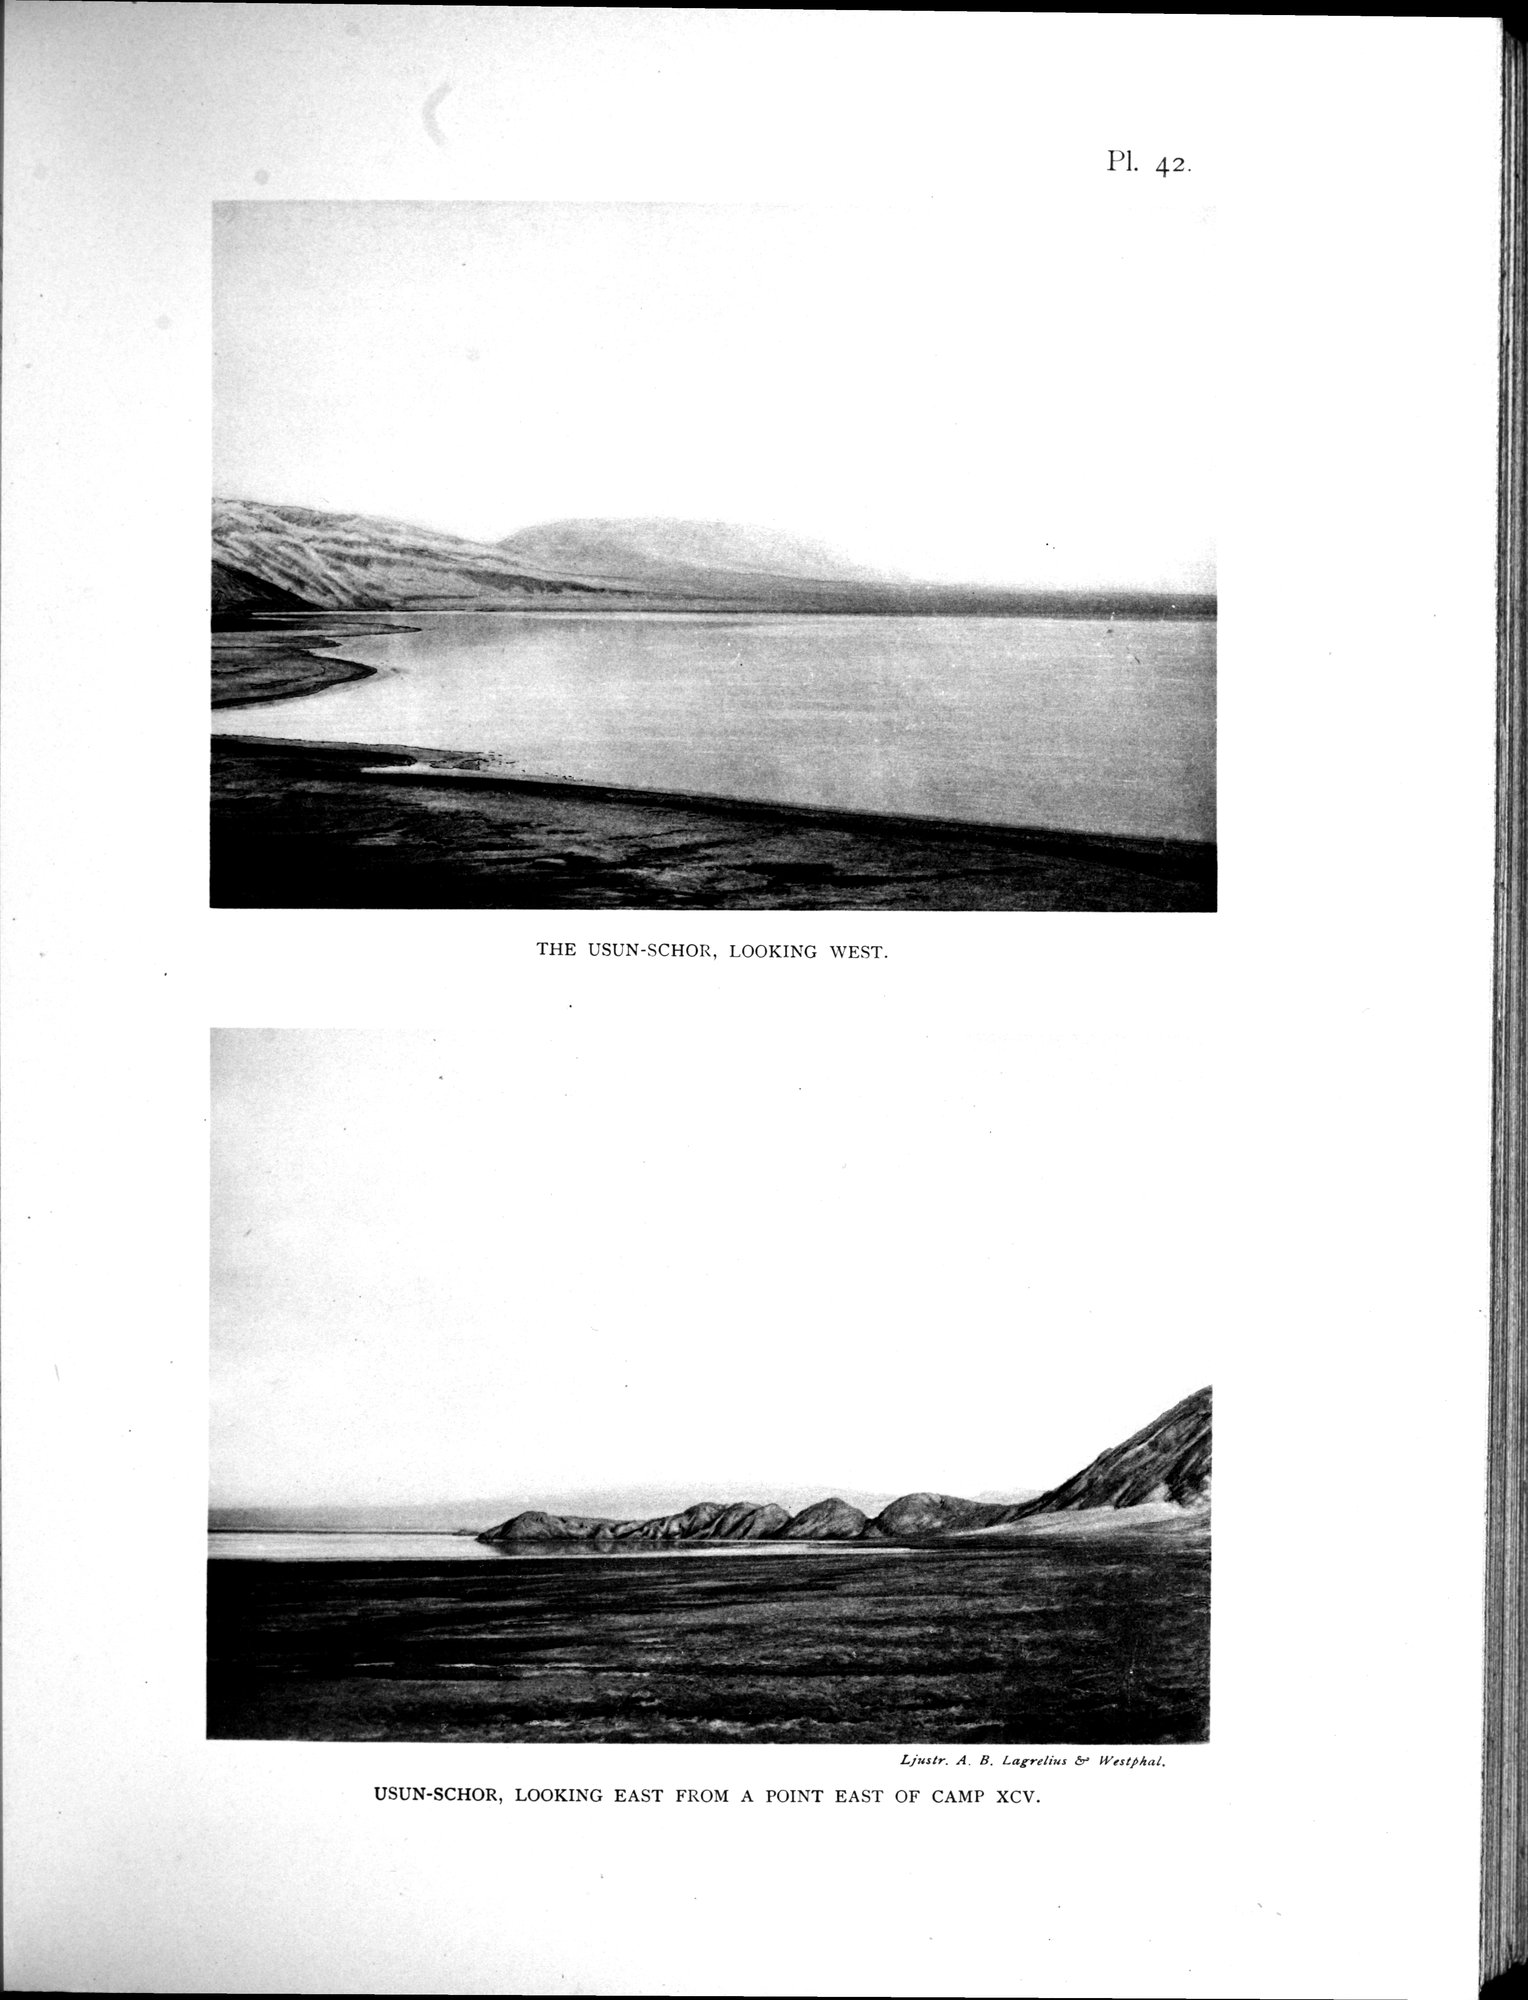 Pl. 42.
THE USUN-SCHOR, LOOKING WEST.
Ljustr. A. B. Lagrelius & Westphal.
USUN-SCHOR, LOOKING EAST FROM A POINT EAST OF CAMP XCV.